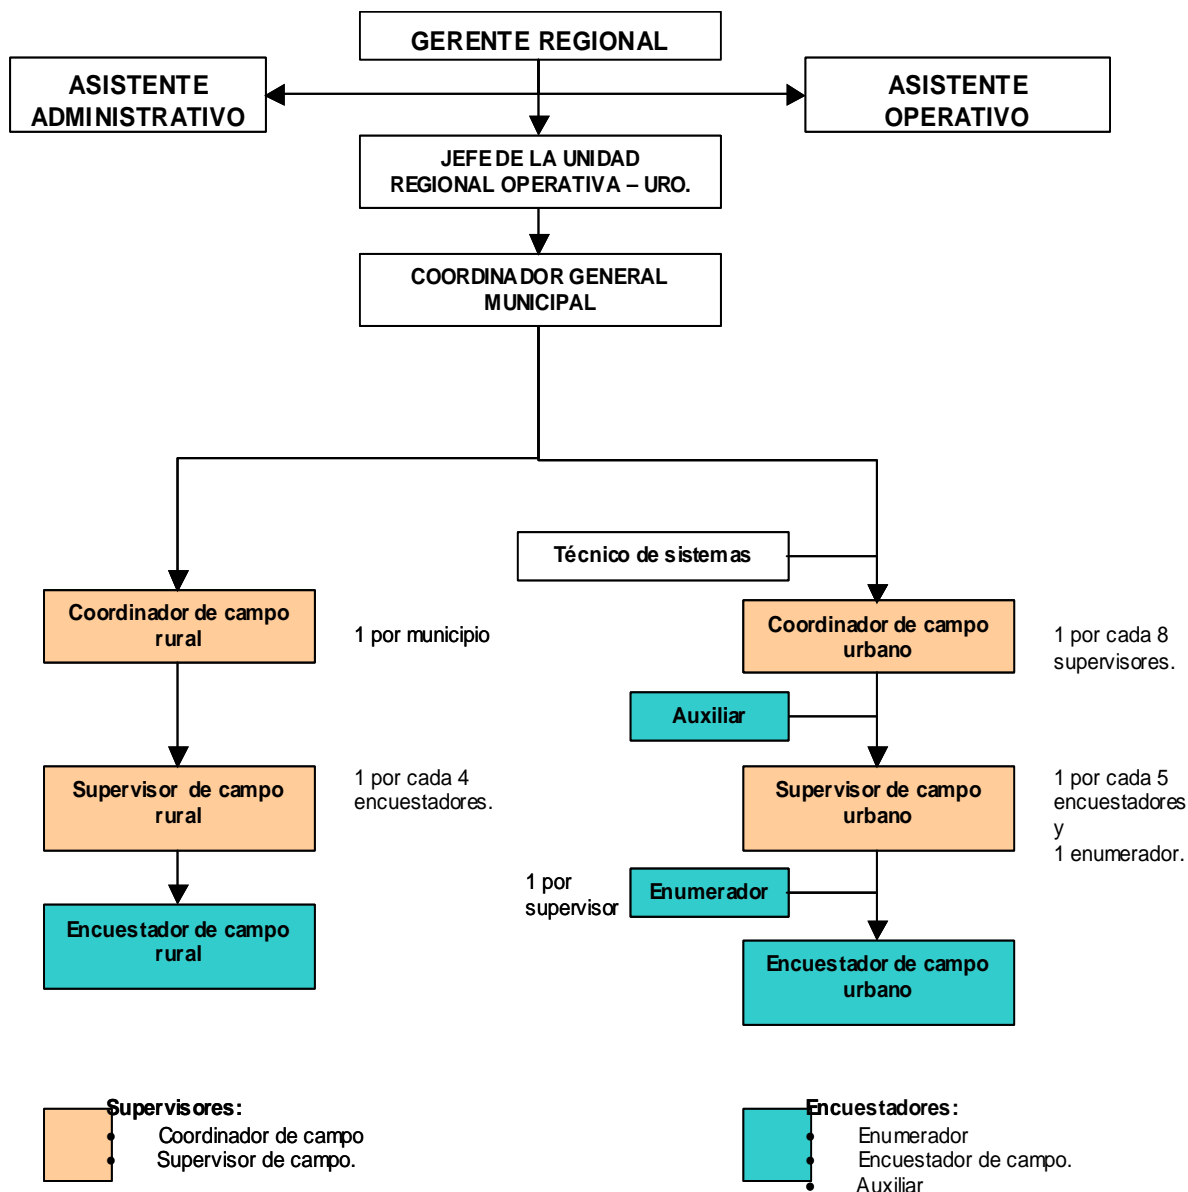 GERENTE REGIONAL
ASISTENTE
ADMINISTRATIVO
ASISTENTE
OPERATIVO
JEFE DE LA UNIDAD
REGIONAL OPERATIVA – URO.
COORDINADOR GENERAL
MUNICIPAL
Técnico de sistemas
Coordinador de campo
rural
1 por municipio
Coordinador de campo
urbano
1 por cada 8
supervisores.
Auxiliar
Supervisor de campo
rural
1 por cada 4
encuestadores.
Supervisor de campo
urbano
1 por cada 5
encuestadores
y
1 enumerador.
1 por
supervisor
Enumerador
Encuestador de campo
rural
Encuestador de campo
urbano
Supervisores:
• Coordinador de campo
• Supervisor de campo.
Encuestadores:
• Enumerador
• Encuestador de campo.
• Auxiliar